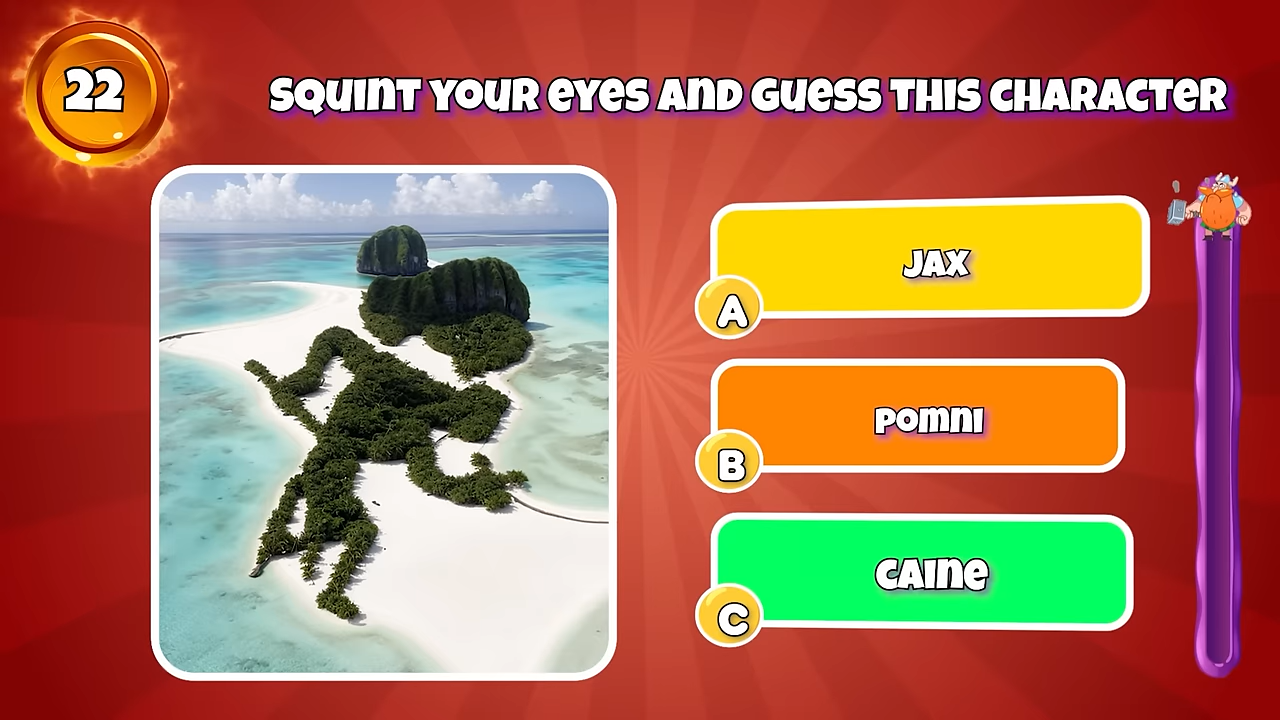 22
SQUINT YOUR EYES AND GUESS THIS CHARACTER
JAX
A
POMNI
B
CAINE
C